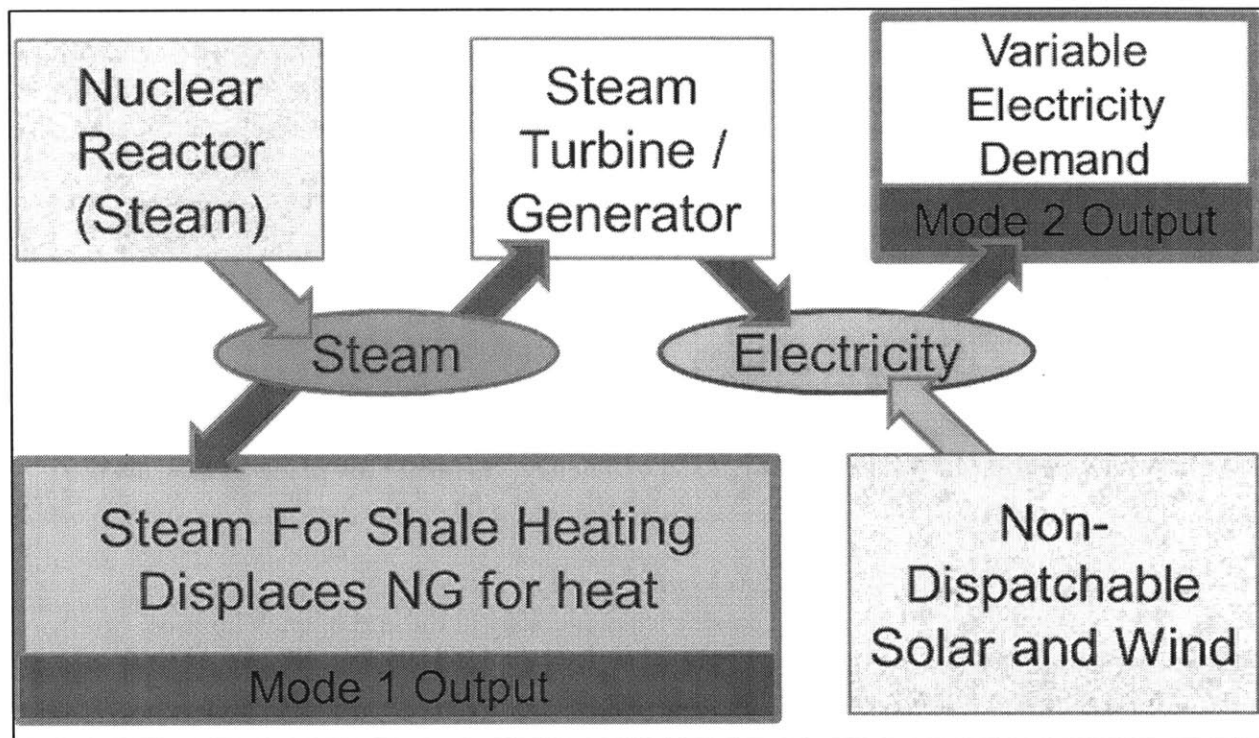 Nuclear
Reactor
(Steam)
Steam
Turbine /
Generator
Variable
Electricity
Demand
Mode 2 Output
Steam
Electricity
Steam For Shale Heating
Displaces NG for heat
Mode 1 Output
Non-
Dispatchable
Solar and Wind